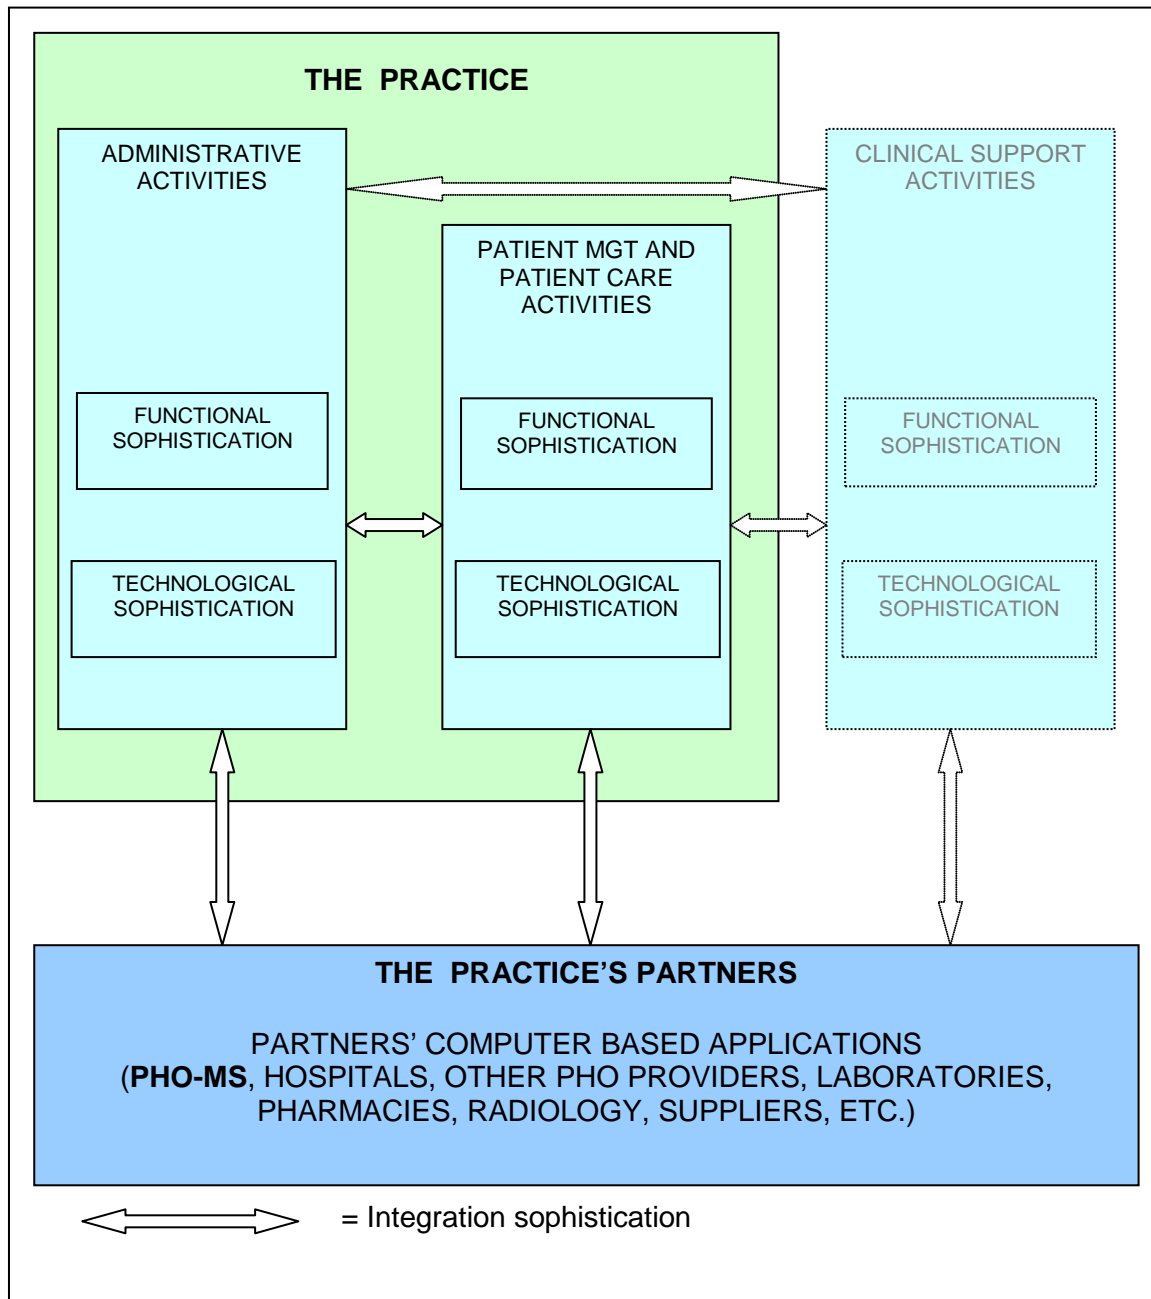 THE PRACTICE
ADMINISTRATIVE
ACTIVITIES
FUNCTIONAL
SOPHISTICATION
TECHNOLOGICAL
SOPHISTICATION
PATIENT MGT AND
PATIENT CARE
ACTIVITIES
FUNCTIONAL
SOPHISTICATION
TECHNOLOGICAL
SOPHISTICATION
CLINICAL SUPPORT
ACTIVITIES
FUNCTIONAL
SOPHISTICATION
TECHNOLOGICAL
SOPHISTICATION
THE PRACTICE’S PARTNERS
PARTNERS’ COMPUTER BASED APPLICATIONS
(PHO-MS, HOSPITALS, OTHER PHO PROVIDERS, LABORATORIES,
PHARMACIES, RADIOLOGY, SUPPLIERS, ETC.)
= Integration sophistication